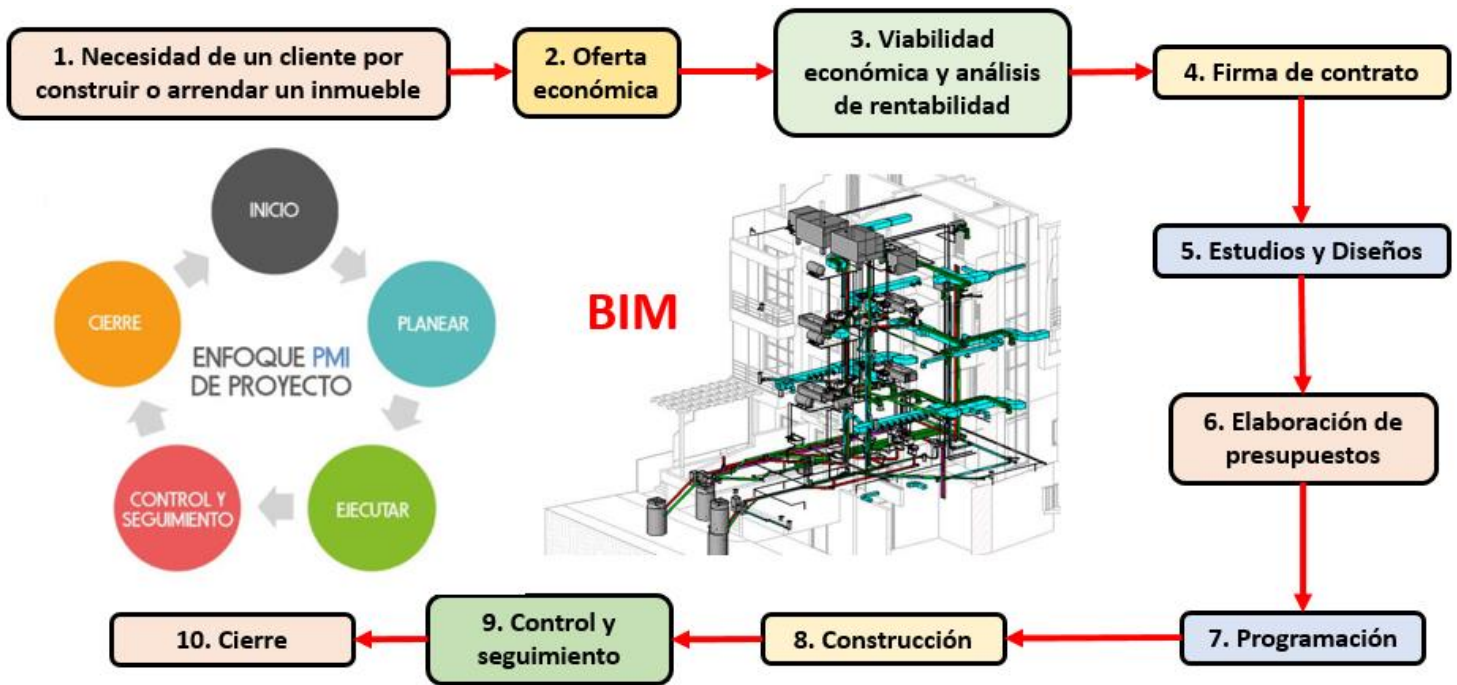 1. Necesidad de un cliente por
construir o arrendar un inmueble
2. Oferta
económica
3. Viabilidad
económica y análisis
de rentabilidad
4. Firma de contrato
5. Estudios y Diseños
6. Elaboración de
presupuestos
7. Programación
8. Construcción
9. Control y
seguimiento
10. Cierre
INICIO
PLANEAR
EJECUTAR
CONTROL Y
SEGUIMIENTO
CIERRE
ENFOQUE PMI
DE PROYECTO
BIM